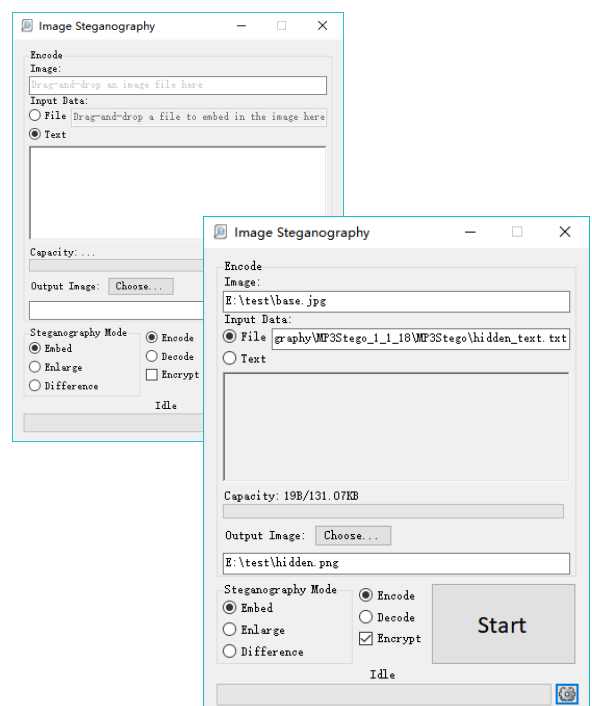 Image Steganography
Encode
Image:
Drag-and-drop an image file here
Input Data:
File Drag-and-drop a file to embed in the image here
Text
Capacity: ...
Output Image: Choose...
Steganography Mode
Embed
Enlarge
Difference
Encode
Decode
Encrypt
Idle
Image Steganography
Encode
Image:
E:\test\base.jpg
Input Data:
File graphy\MP3Stego_1_1_18\MP3Stego\hidden_text.txt
Text
Capacity: 19B/131.07KB
Output Image: Choose...
E:\test\hidden.png
Steganography Mode
Embed
Enlarge
Difference
Encode
Decode
Encrypt
Start
Idle